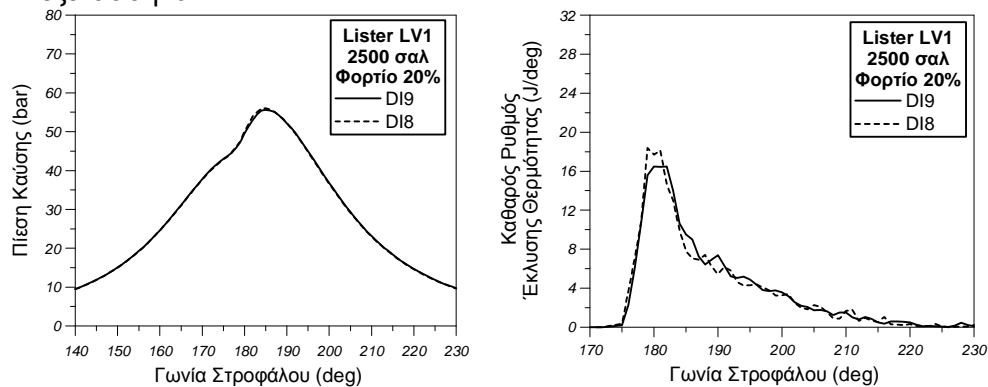 80
70
60
50
40
30
20
10
0
Πίεση Καύσης (bar)
140 150 160 170 180 190 200 210 220 230
Γωνία Στροφάλου (deg)
Lister LV1
2500 σαλ
Φορτίο 20%
DI9
DI8
32
28
24
20
16
12
8
4
0
Καθαρός Ρυθμός
Έκλυσης Θερμότητας (J/deg)
170 180 190 200 210 220 230
Γωνία Στροφάλου (deg)
Lister LV1
2500 σαλ
Φορτίο 20%
DI9
DI8